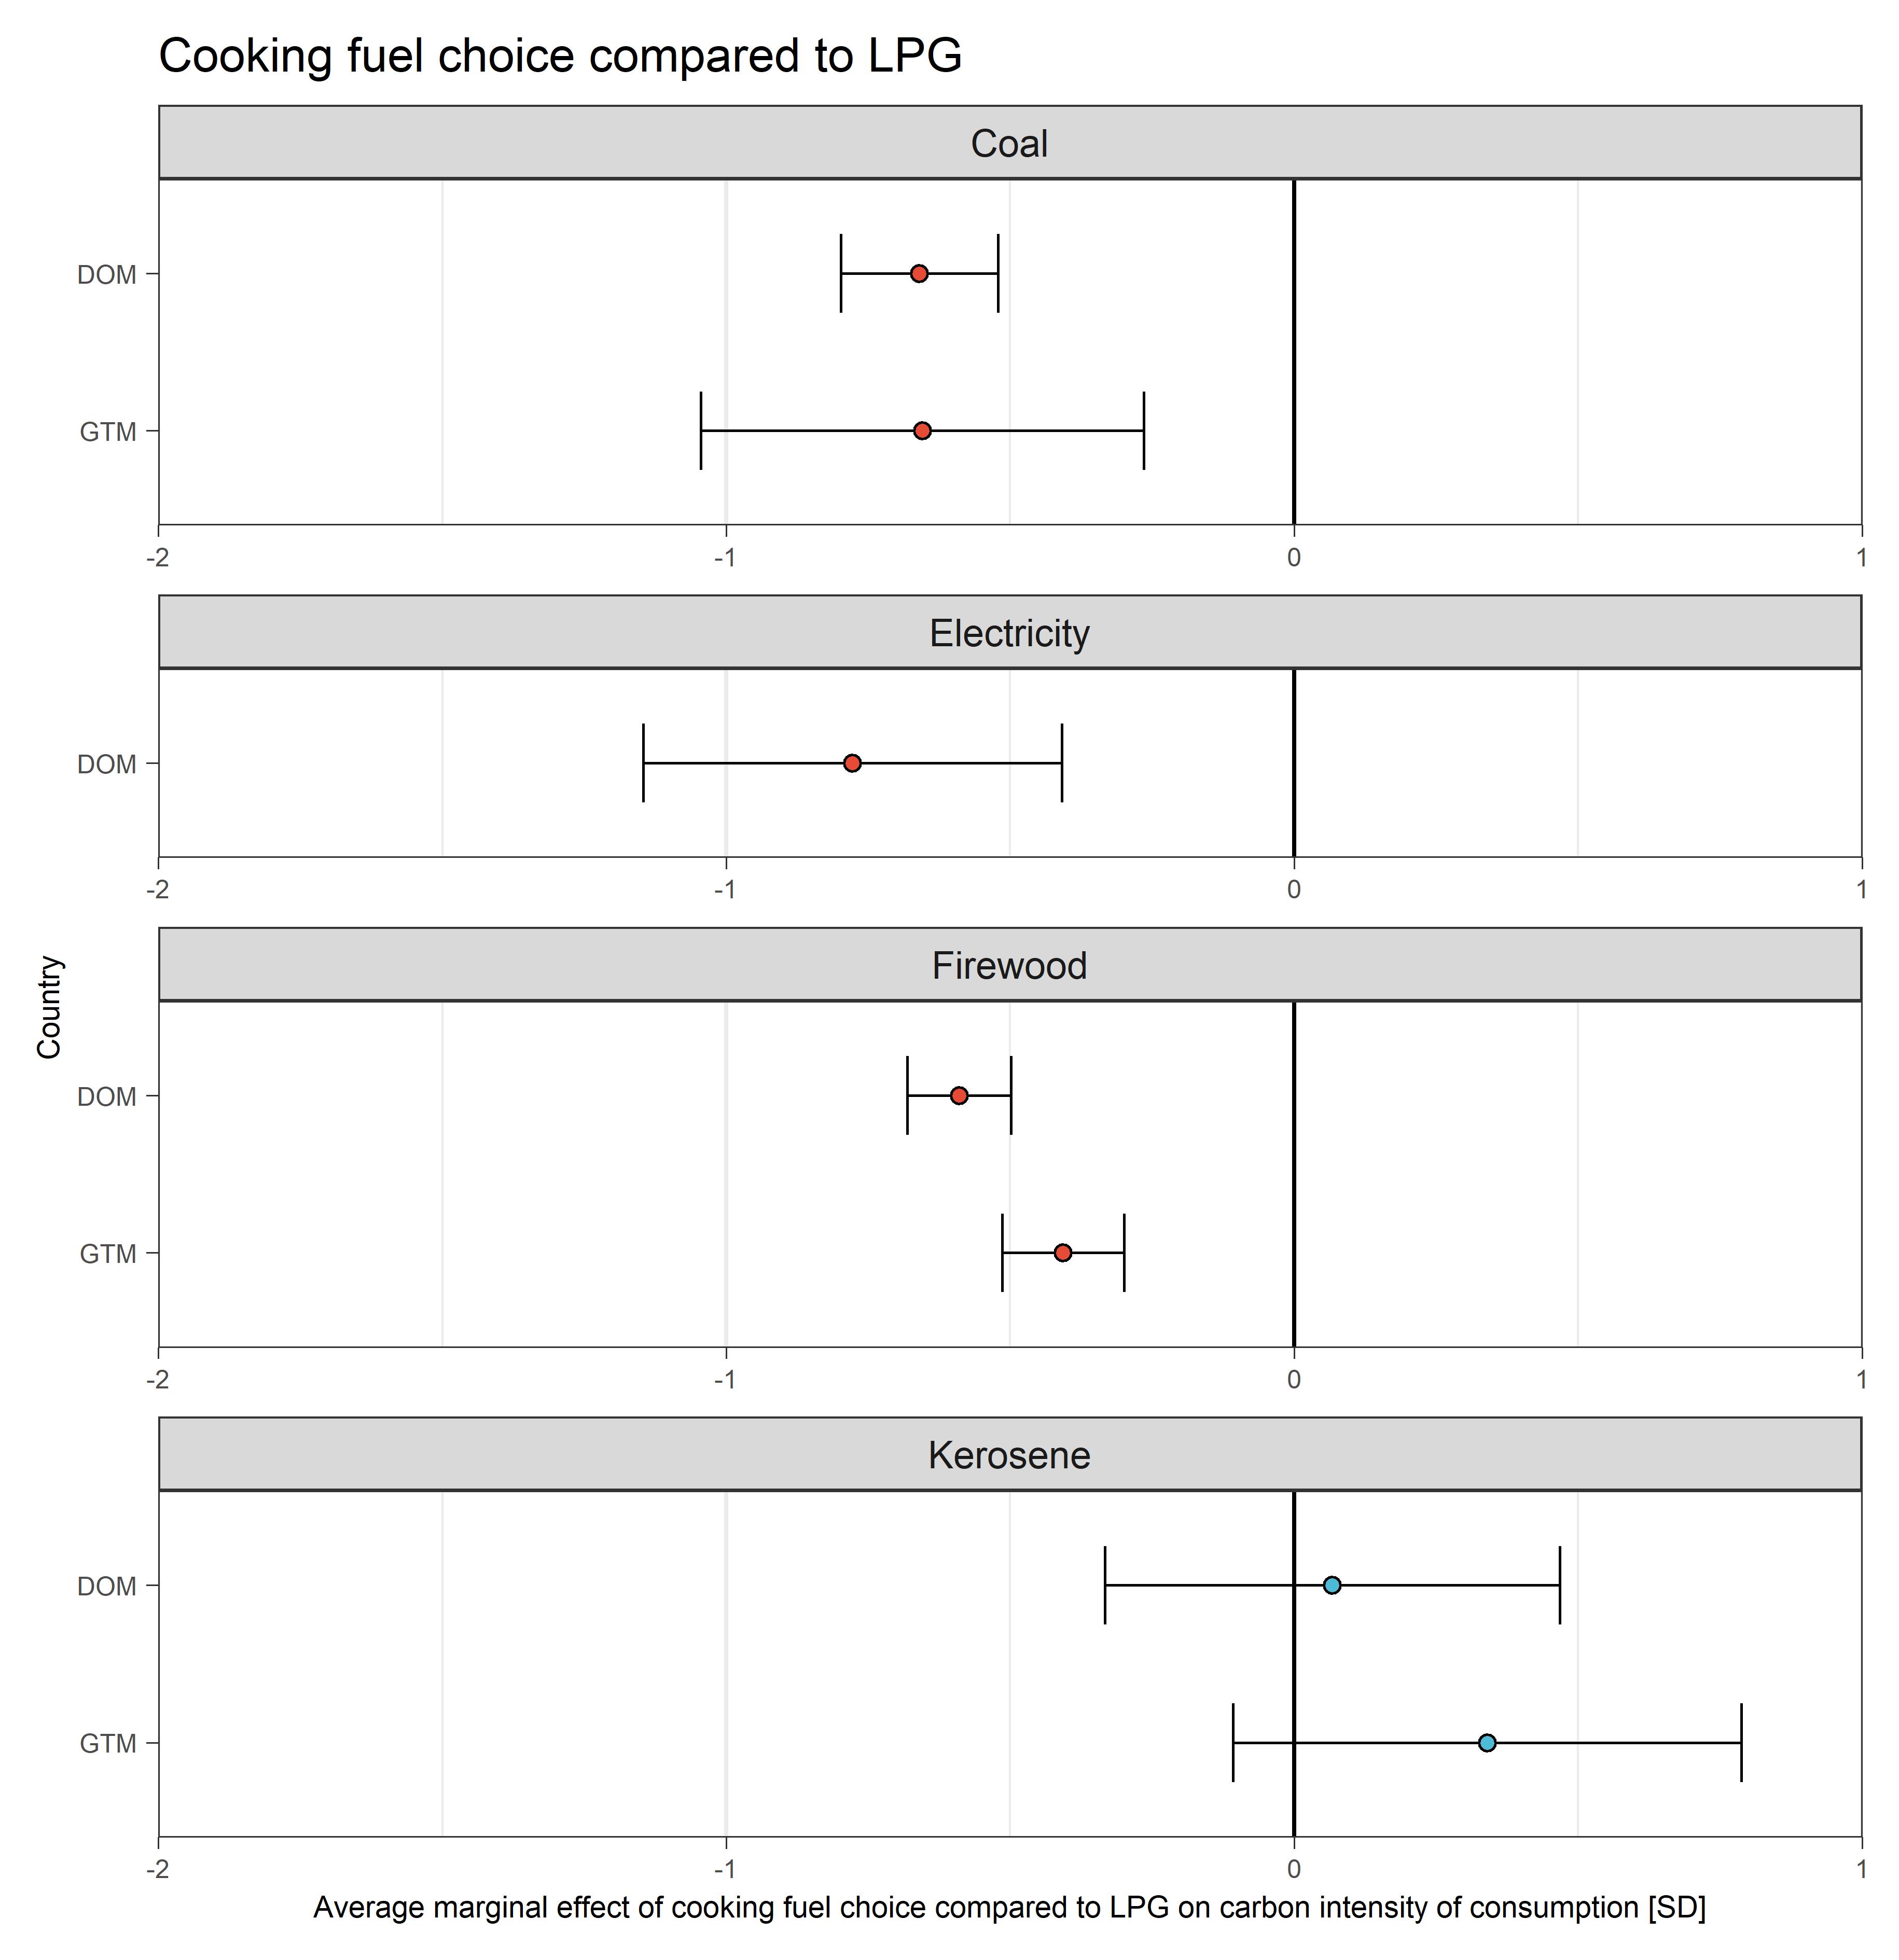 Cooking fuel choice compared to LPG
Coal
DOM
GTM
-2 -1 0 1
Electricity
DOM
-2 -1 0 1
Firewood
Country
DOM
GTM
-2 -1 0 1
Kerosene
DOM
GTM
-2 -1 0 1
Average marginal effect of cooking fuel choice compared to LPG on carbon intensity of consumption [SD]